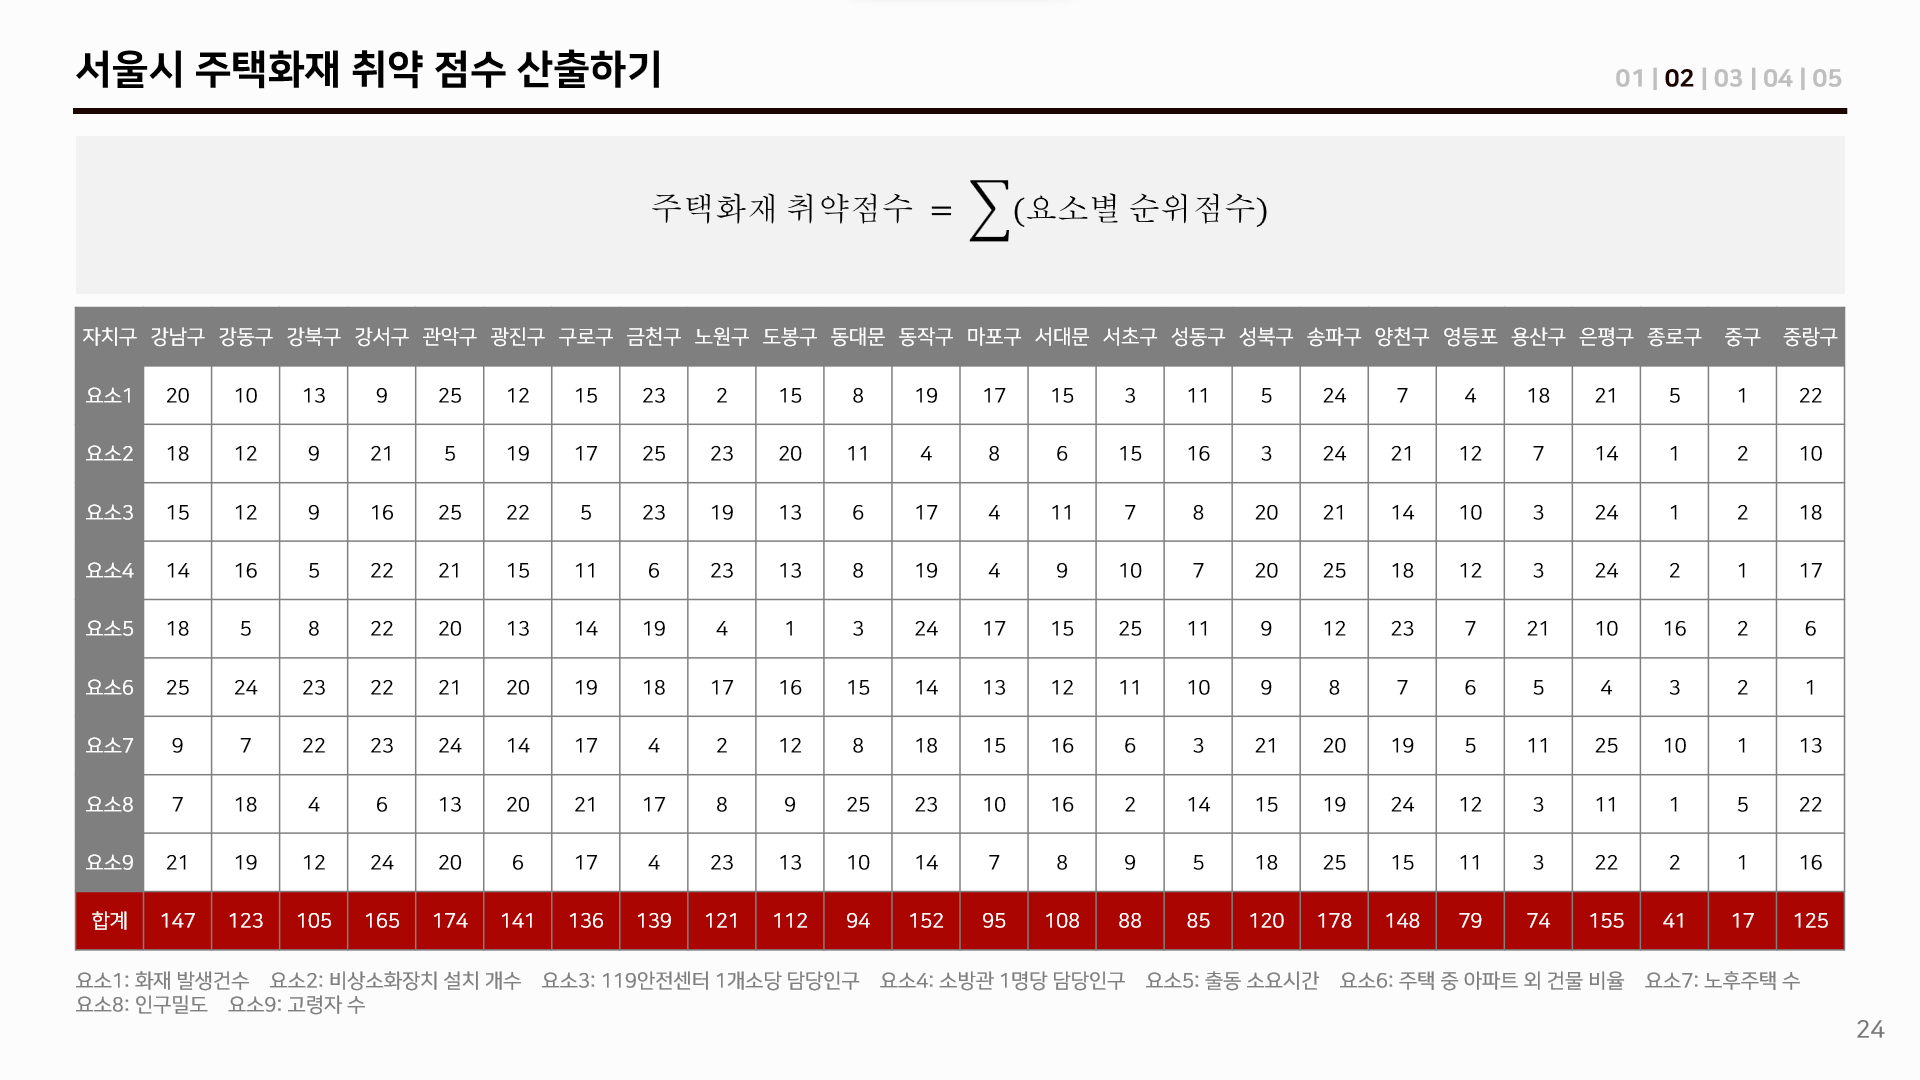 서울시 주택화재 취약 점수 산출하기
01 | 02 | 03 | 04 | 05
주택화재 취약점수 = ∑(요소별 순위점수)
자치구 강남구 강동구 강북구 강서구 관악구 광진구 구로구 금천구 노원구 도봉구 동대문 동작구 마포구 서대문 서초구 성동구 성북구 송파구 양천구 영등포 용산구 은평구 종로구 중구 중랑구
요소1 20 10 13 9 25 12 15 23 2 15 8 19 17 15 3 11 5 24 7 4 18 21 5 1 22
요소2 18 12 9 21 5 19 17 25 23 20 11 4 8 6 15 16 3 24 21 12 7 14 1 2 10
요소3 15 12 9 16 25 22 5 23 19 13 6 17 4 11 7 8 20 21 14 10 3 24 1 2 18
요소4 14 16 5 22 21 15 11 6 23 13 8 19 4 9 10 7 20 25 18 12 3 24 2 1 17
요소5 18 5 8 22 20 13 14 19 4 1 3 24 17 15 25 11 9 12 23 7 21 10 16 2 6
요소6 25 24 23 22 21 20 19 18 17 16 15 14 13 12 11 10 9 8 7 6 5 4 3 2 1
요소7 9 7 22 23 24 14 17 4 2 12 8 18 15 16 6 3 21 20 19 5 11 25 10 1 13
요소8 7 18 4 6 13 20 21 17 8 9 25 23 10 16 2 14 15 19 24 12 3 11 1 5 22
요소9 21 19 12 24 20 6 17 4 23 13 10 14 7 8 9 5 18 25 15 11 3 22 2 1 16
합계 147 123 105 165 174 141 136 139 121 112 94 152 95 108 88 85 120 178 148 79 74 155 41 17 125
요소1: 화재 발생건수 요소2: 비상소화장치 설치 개수 요소3: 119안전센터 1개소당 담당인구 요소4: 소방관 1명당 담당인구 요소5: 출동 소요시간 요소6: 주택 중 아파트 외 건물 비율 요소7: 노후주택 수
요소8: 인구밀도 요소9: 고령자 수
24